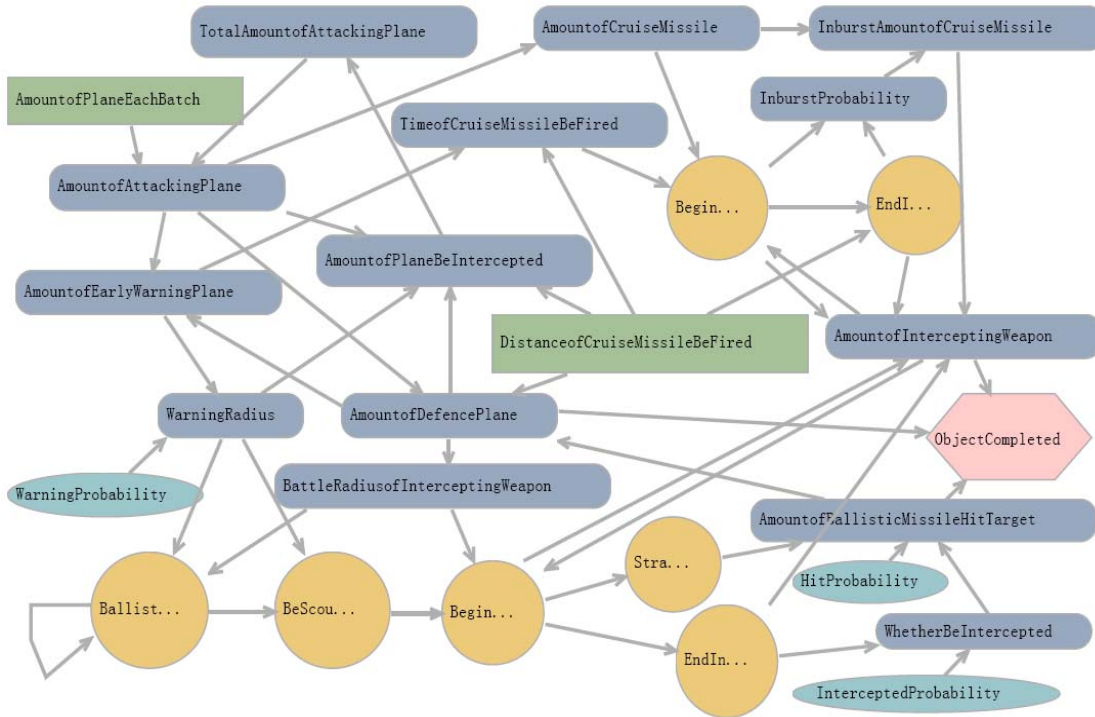 TotalAmountofAttackingPlane
AmountofCruiseMissile
InburstAmountofCruiseMissile
AmountofPlaneEachBatch
InburstProbability
TimeofCruiseMissileBeFired
AmountofAttackingPlane
Begin...
EndI...
AmountofPlaneBeIntercepted
AmountofEarlyWarningPlane
DistanceofCruiseMissileBeFired
AmountofInterceptingWeapon
WarningRadius
AmountofDefencePlane
ObjectCompleted
WarningProbability
BattleRadiusofInterceptingWeapon
AmountofBallisticMissileHitTarget
Stra...
HitProbability
Ballist...
BeScou...
Begin...
WhetherBeIntercepted
EndIn...
InterceptedProbability